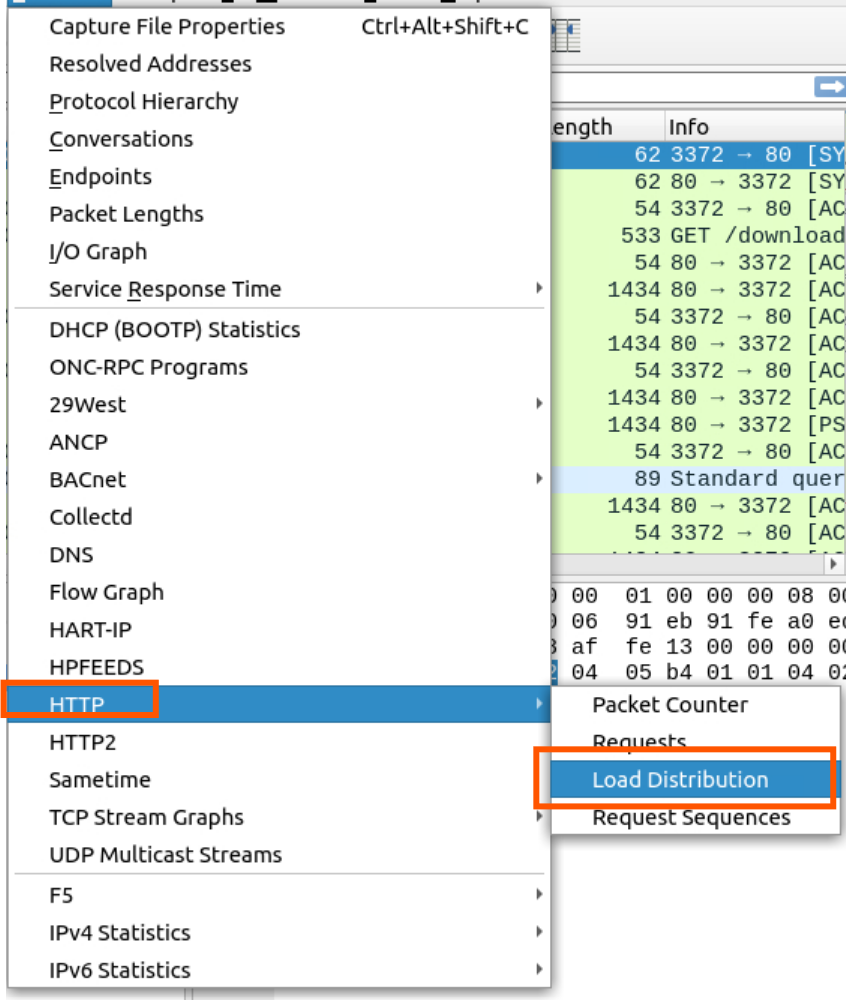 Capture File Properties Ctrl+Alt+Shift+C
Resolved Addresses
Protocol Hierarchy
Conversations
Endpoints
Packet Lengths
I/O Graph
Service Response Time
DHCP (BOOTP) Statistics
ONC-RPC Programs
29West
ANCP
BACnet
Collectd
DNS
Flow Graph
HART-IP
HPFEEDS
HTTP
HTTP2
Sametime
TCP Stream Graphs
UDP Multicast Streams
F5
IPv4 Statistics
IPv6 Statistics
Packet Counter
Requests
Load Distribution
Request Sequences
ength Info
62 3372 → 80 [SY
62 80 → 3372 [SY
54 3372 → 80 [AC
533 GET /download
54 80 → 3372 [AC
1434 80 → 3372 [AC
54 3372 → 80 [AC
1434 80 → 3372 [AC
54 3372 → 80 [AC
1434 80 → 3372 [AC
1434 80 → 3372 [PS
54 3372 → 80 [AC
89 Standard quer
1434 80 → 3372 [AC
54 3372 → 80 [AC
00 01 00 00 00 08 00
06 91 eb 91 fe a0 ed
af fe 13 00 00 00 00
04 05 b4 01 01 04 02